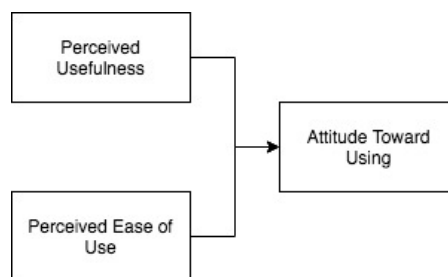 Perceived
Usefulness
Attitude Toward
Using
Perceived Ease of
Use